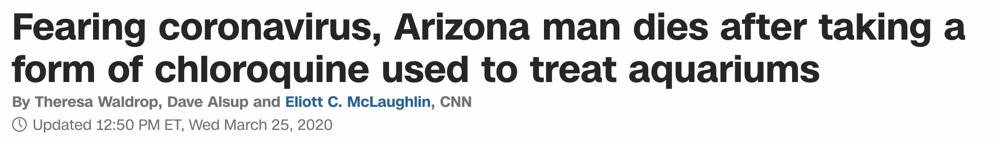 Fearing coronavirus, Arizona man dies after taking a
form of chloroquine used to treat aquariums
By Theresa Waldrop, Dave Alsup and Eliott C. McLaughlin, CNN
Updated 12:50 PM ET, Wed March 25, 2020